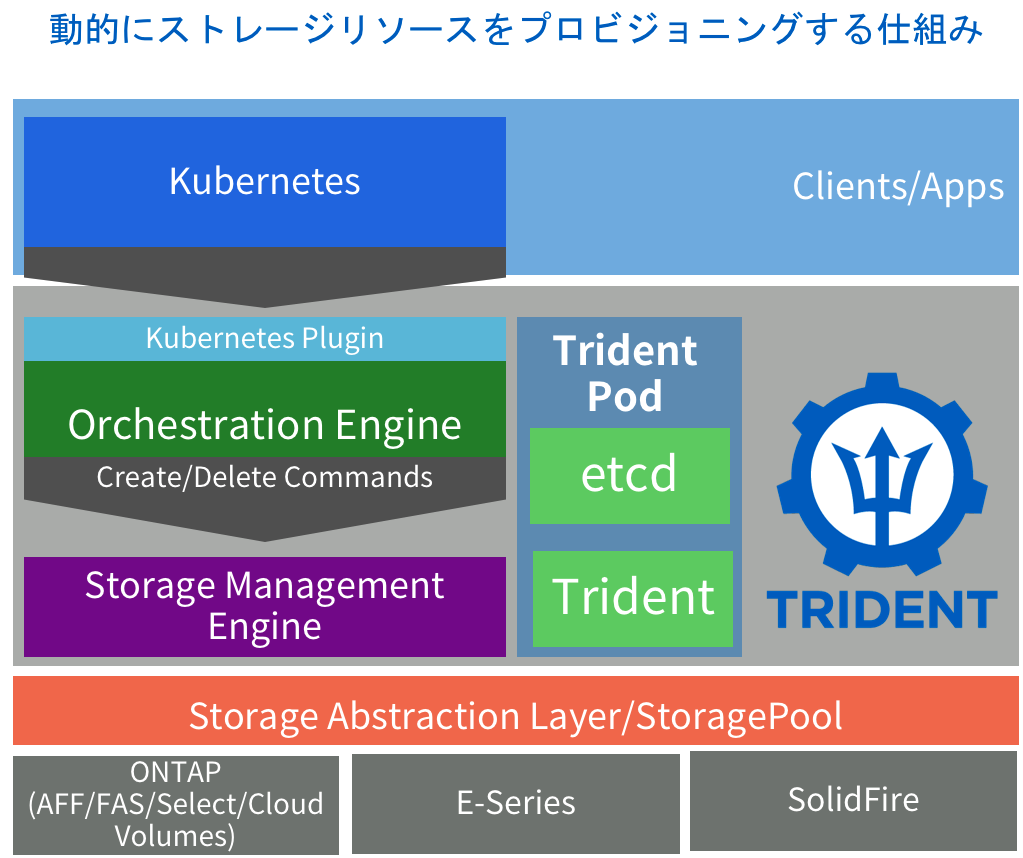 動的にストレージリソースをプロビジョニングする仕組み
Kubernetes
Clients/Apps
Kubernetes Plugin
Orchestration Engine
Create/Delete Commands
Storage Management
Engine
Trident
Pod
etcd
Trident
TRIDENT
Storage Abstraction Layer/StoragePool
ONTAP
(AFF/FAS/Select/Cloud
Volumes)
E-Series
SolidFire